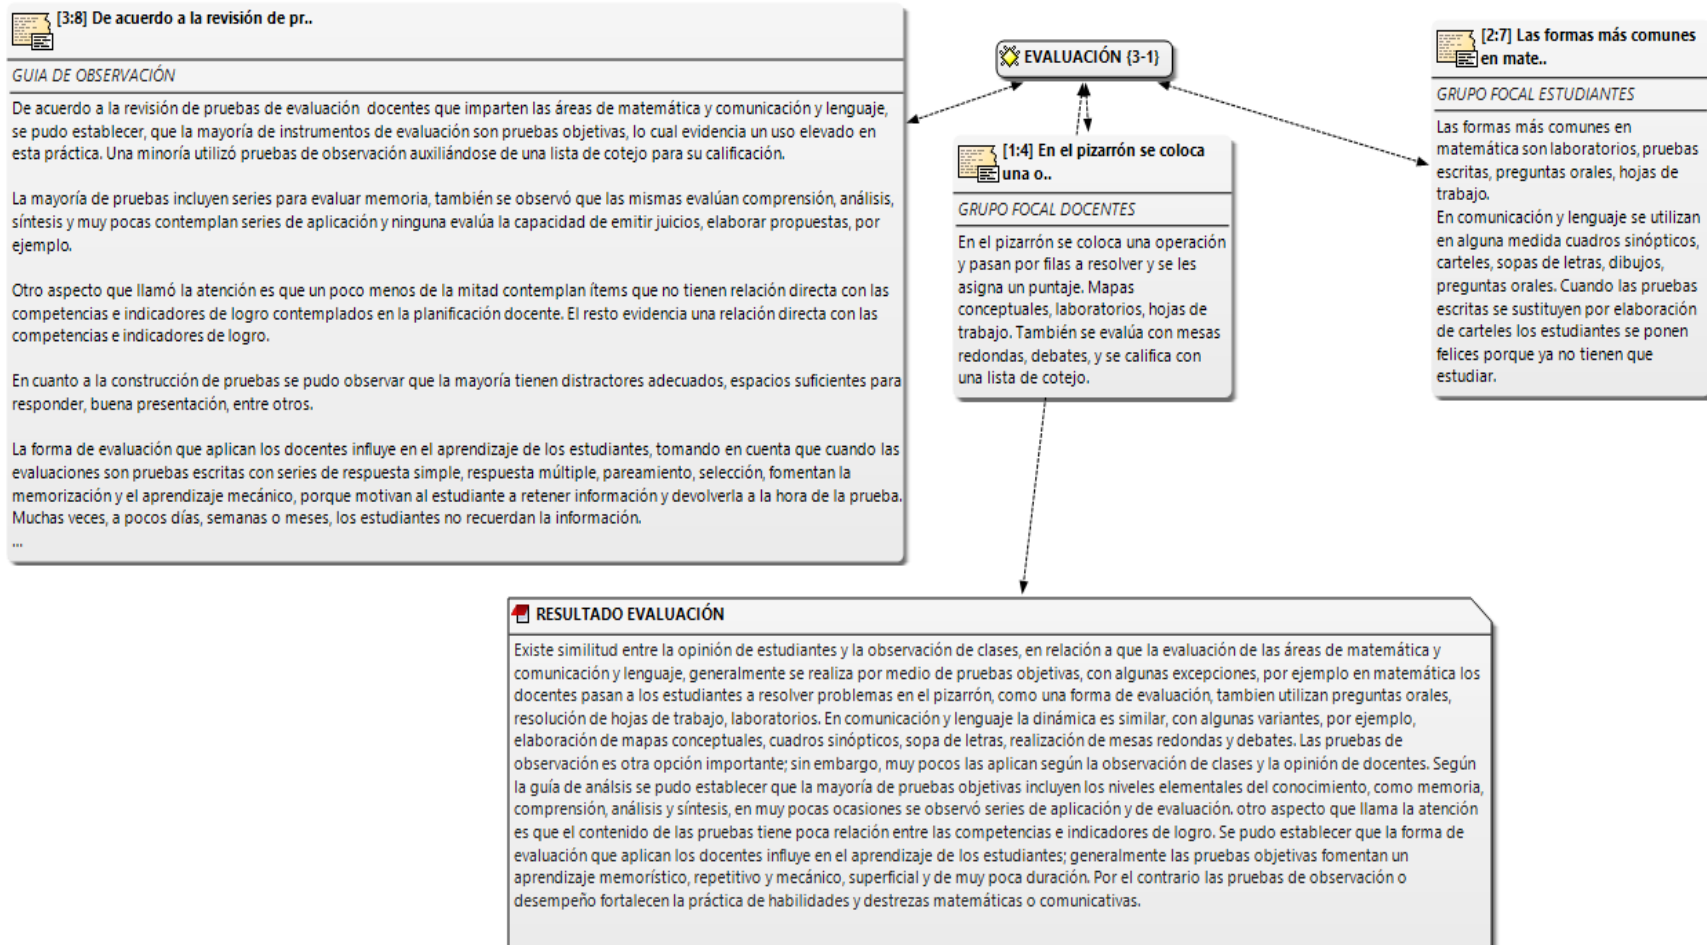 [3:8] De acuerdo a la revisión de pr..
GUIA DE OBSERVACIÓN
De acuerdo a la revisión de pruebas de evaluación docentes que imparten las áreas de matemática y comunicación y lenguaje,
se pudo establecer, que la mayoría de instrumentos de evaluación son pruebas objetivas, lo cual evidencia un uso elevado en
esta práctica. Una minoría utilizó pruebas de observación auxiliándose de una lista de cotejo para su calificación.
La mayoría de pruebas incluyen series para evaluar memoria, también se observó que las mismas evalúan comprensión, análisis,
síntesis y muy pocas contemplan series de aplicación y ninguna evalúa la capacidad de emitir juicios, elaborar propuestas, por
ejemplo.
Otro aspecto que llamó la atención es que un poco menos de la mitad contemplan ítems que no tienen relación directa con las
competencias e indicadores de logro contemplados en la planificación docente. El resto evidencia una relación directa con las
competencias e indicadores de logro.
En cuanto a la construcción de pruebas se pudo observar que la mayoría tienen distractores adecuados, espacios suficientes para
responder, buena presentación, entre otros.
La forma de evaluación que aplican los docentes influye en el aprendizaje de los estudiantes, tomando en cuenta que cuando las
evaluaciones son pruebas escritas con series de respuesta simple, respuesta múltiple, pareamiento, selección, fomentan la
memorización y el aprendizaje mecánico, porque motivan al estudiante a retener información y devolverla a la hora de la prueba.
Muchas veces, a pocos días, semanas o meses, los estudiantes no recuerdan la información.
...
EVALUACIÓN {3-1}
[1:4] En el pizarrón se coloca
una o..
GRUPO FOCAL DOCENTES
En el pizarrón se coloca una operación
y pasan por filas a resolver y se les
asigna un puntaje. Mapas
conceptuales, laboratorios, hojas de
trabajo. También se evalúa con mesas
redondas, debates, y se califica con
una lista de cotejo.
[2:7] Las formas más comunes
en mate..
GRUPO FOCAL ESTUDIANTES
Las formas más comunes en
matemática son laboratorios, pruebas
escritas, preguntas orales, hojas de
trabajo.
En comunicación y lenguaje se utilizan
en alguna medida cuadros sinópticos,
carteles, sopas de letras, dibujos,
preguntas orales. Cuando las pruebas
escritas se sustituyen por elaboración
de carteles los estudiantes se ponen
felices porque ya no tienen que
estudiar.
RESULTADO EVALUACIÓN
Existe similitud entre la opinión de estudiantes y la observación de clases, en relación a que la evaluación de las áreas de matemática y
comunicación y lenguaje, generalmente se realiza por medio de pruebas objetivas, con algunas excepciones, por ejemplo en matemática los
docentes pasan a los estudiantes a resolver problemas en el pizarrón, como una forma de evaluación, tambien utilizan preguntas orales,
resolución de hojas de trabajo, laboratorios. En comunicación y lenguaje la dinámica es similar, con algunas variantes, por ejemplo,
elaboración de mapas conceptuales, cuadros sinópticos, sopa de letras, realización de mesas redondas y debates. Las pruebas de
observación es otra opción importante; sin embargo, muy pocos las aplican según la observación de clases y la opinión de docentes. Según
la guía de análsis se pudo establecer que la mayoría de pruebas objetivas incluyen los niveles elementales del conocimiento, como memoria,
comprensión, análisis y síntesis, en muy pocas ocasiones se observó series de aplicación y de evaluación. otro aspecto que llama la atención
es que el contenido de las pruebas tiene poca relación entre las competencias e indicadores de logro. Se pudo establecer que la forma de
evaluación que aplican los docentes influye en el aprendizaje de los estudiantes; generalmente las pruebas objetivas fomentan un
aprendizaje memorístico, repetitivo y mecánico, superficial y de muy poca duración. Por el contrario las pruebas de observación o
desempeño fortalecen la práctica de habilidades y destrezas matemáticas o comunicativas.